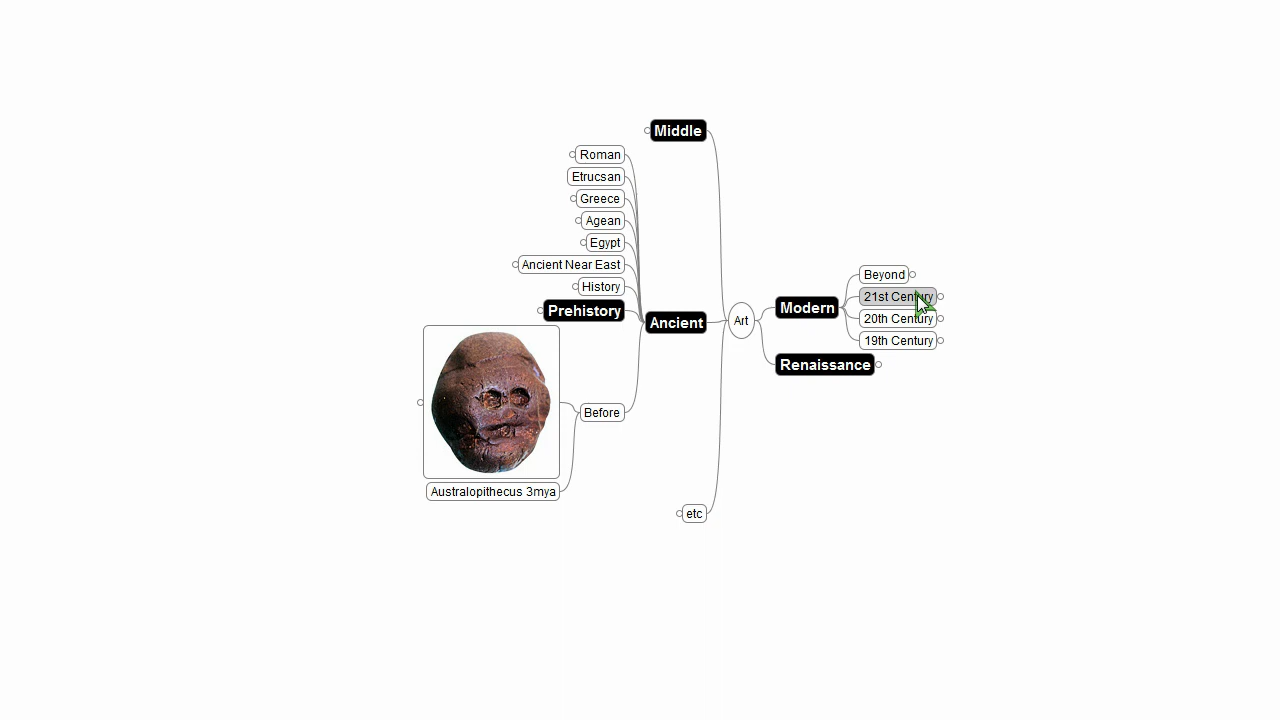 Middle
Roman
Etrucsan
Greece
Agean
Egypt
Ancient Near East
History
Prehistory
Ancient
Before
Australopithecus 3mya
etc
Art
Modern
Beyond
21st Century
20th Century
19th Century
Renaissance